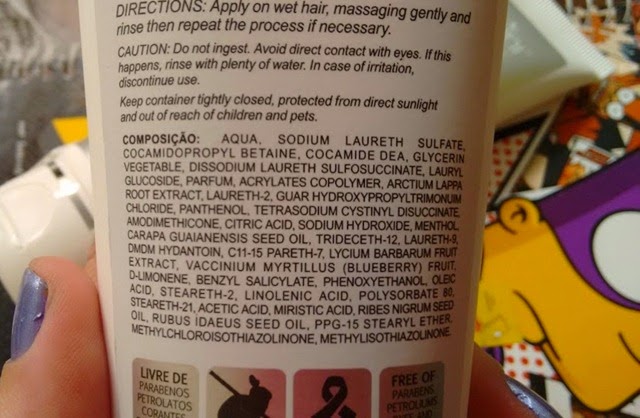 DIRECTIONS: Apply on wet hair, massaging gently and
rinse then repeat the process if necessary.
CAUTION: Do not ingest. Avoid direct contact with eyes. If this
happens, rinse with plenty of water. In case of irritation,
discontinue use.
Keep container tightly closed, protected from direct sunlight
and out of reach of children and pets.
COMPOSIÇÃO: AQUA, SODIUM LAURETH SULFATE,
COCAMIDOPROPYL BETAINE, COCAMIDE DEA, GLYCERIN
VEGETABLE, DISSODIUM LAURETH SULFOSUCCINATE, LAURYL
GLUCOSIDE, PARFUM, ACRYLATES COPOLYMER, ARCTIUM LAPPA
ROOT EXTRACT, LAURETH-2, GUAR HYDROXYPROPYLTRIMONIUM
CHLORIDE, PANTHENOL, TETRASODIUM CYSTINYL DISUCCINATE,
AMODIMETHICONE, CITRIC ACID, SODIUM HYDROXIDE, MENTHOL,
CARAPA GUAIANENSIS SEED OIL, TRIDECETH-12, LAURETH-9,
DMDM HYDANTOIN, C11-15 PARETH-7, LYCIUM BARBARUM FRUIT
EXTRACT, VACCINIUM MYRTILLUS (BLUEBERRY) FRUIT,
D-LIMONENE, BENZYL SALICYLATE, PHENOXYETHANOL, OLEIC
ACID, STEARETH-2, LINOLENIC ACID, POLYSORBATE 80,
STEARETH-21, ACETIC ACID, MIRISTIC ACID, RIBES NIGRUM SEED
OIL, RUBUS IDAEUS SEED OIL, PPG-15 STEARYL ETHER,
METHYLCHLOROISOTHIAZOLINONE, METHYLISOTHIAZOLINONE.
LIVRE DE
PARABENOS
PETROLATOS
CORANTES
FREE OF
PARABENS
PETROLATUMS